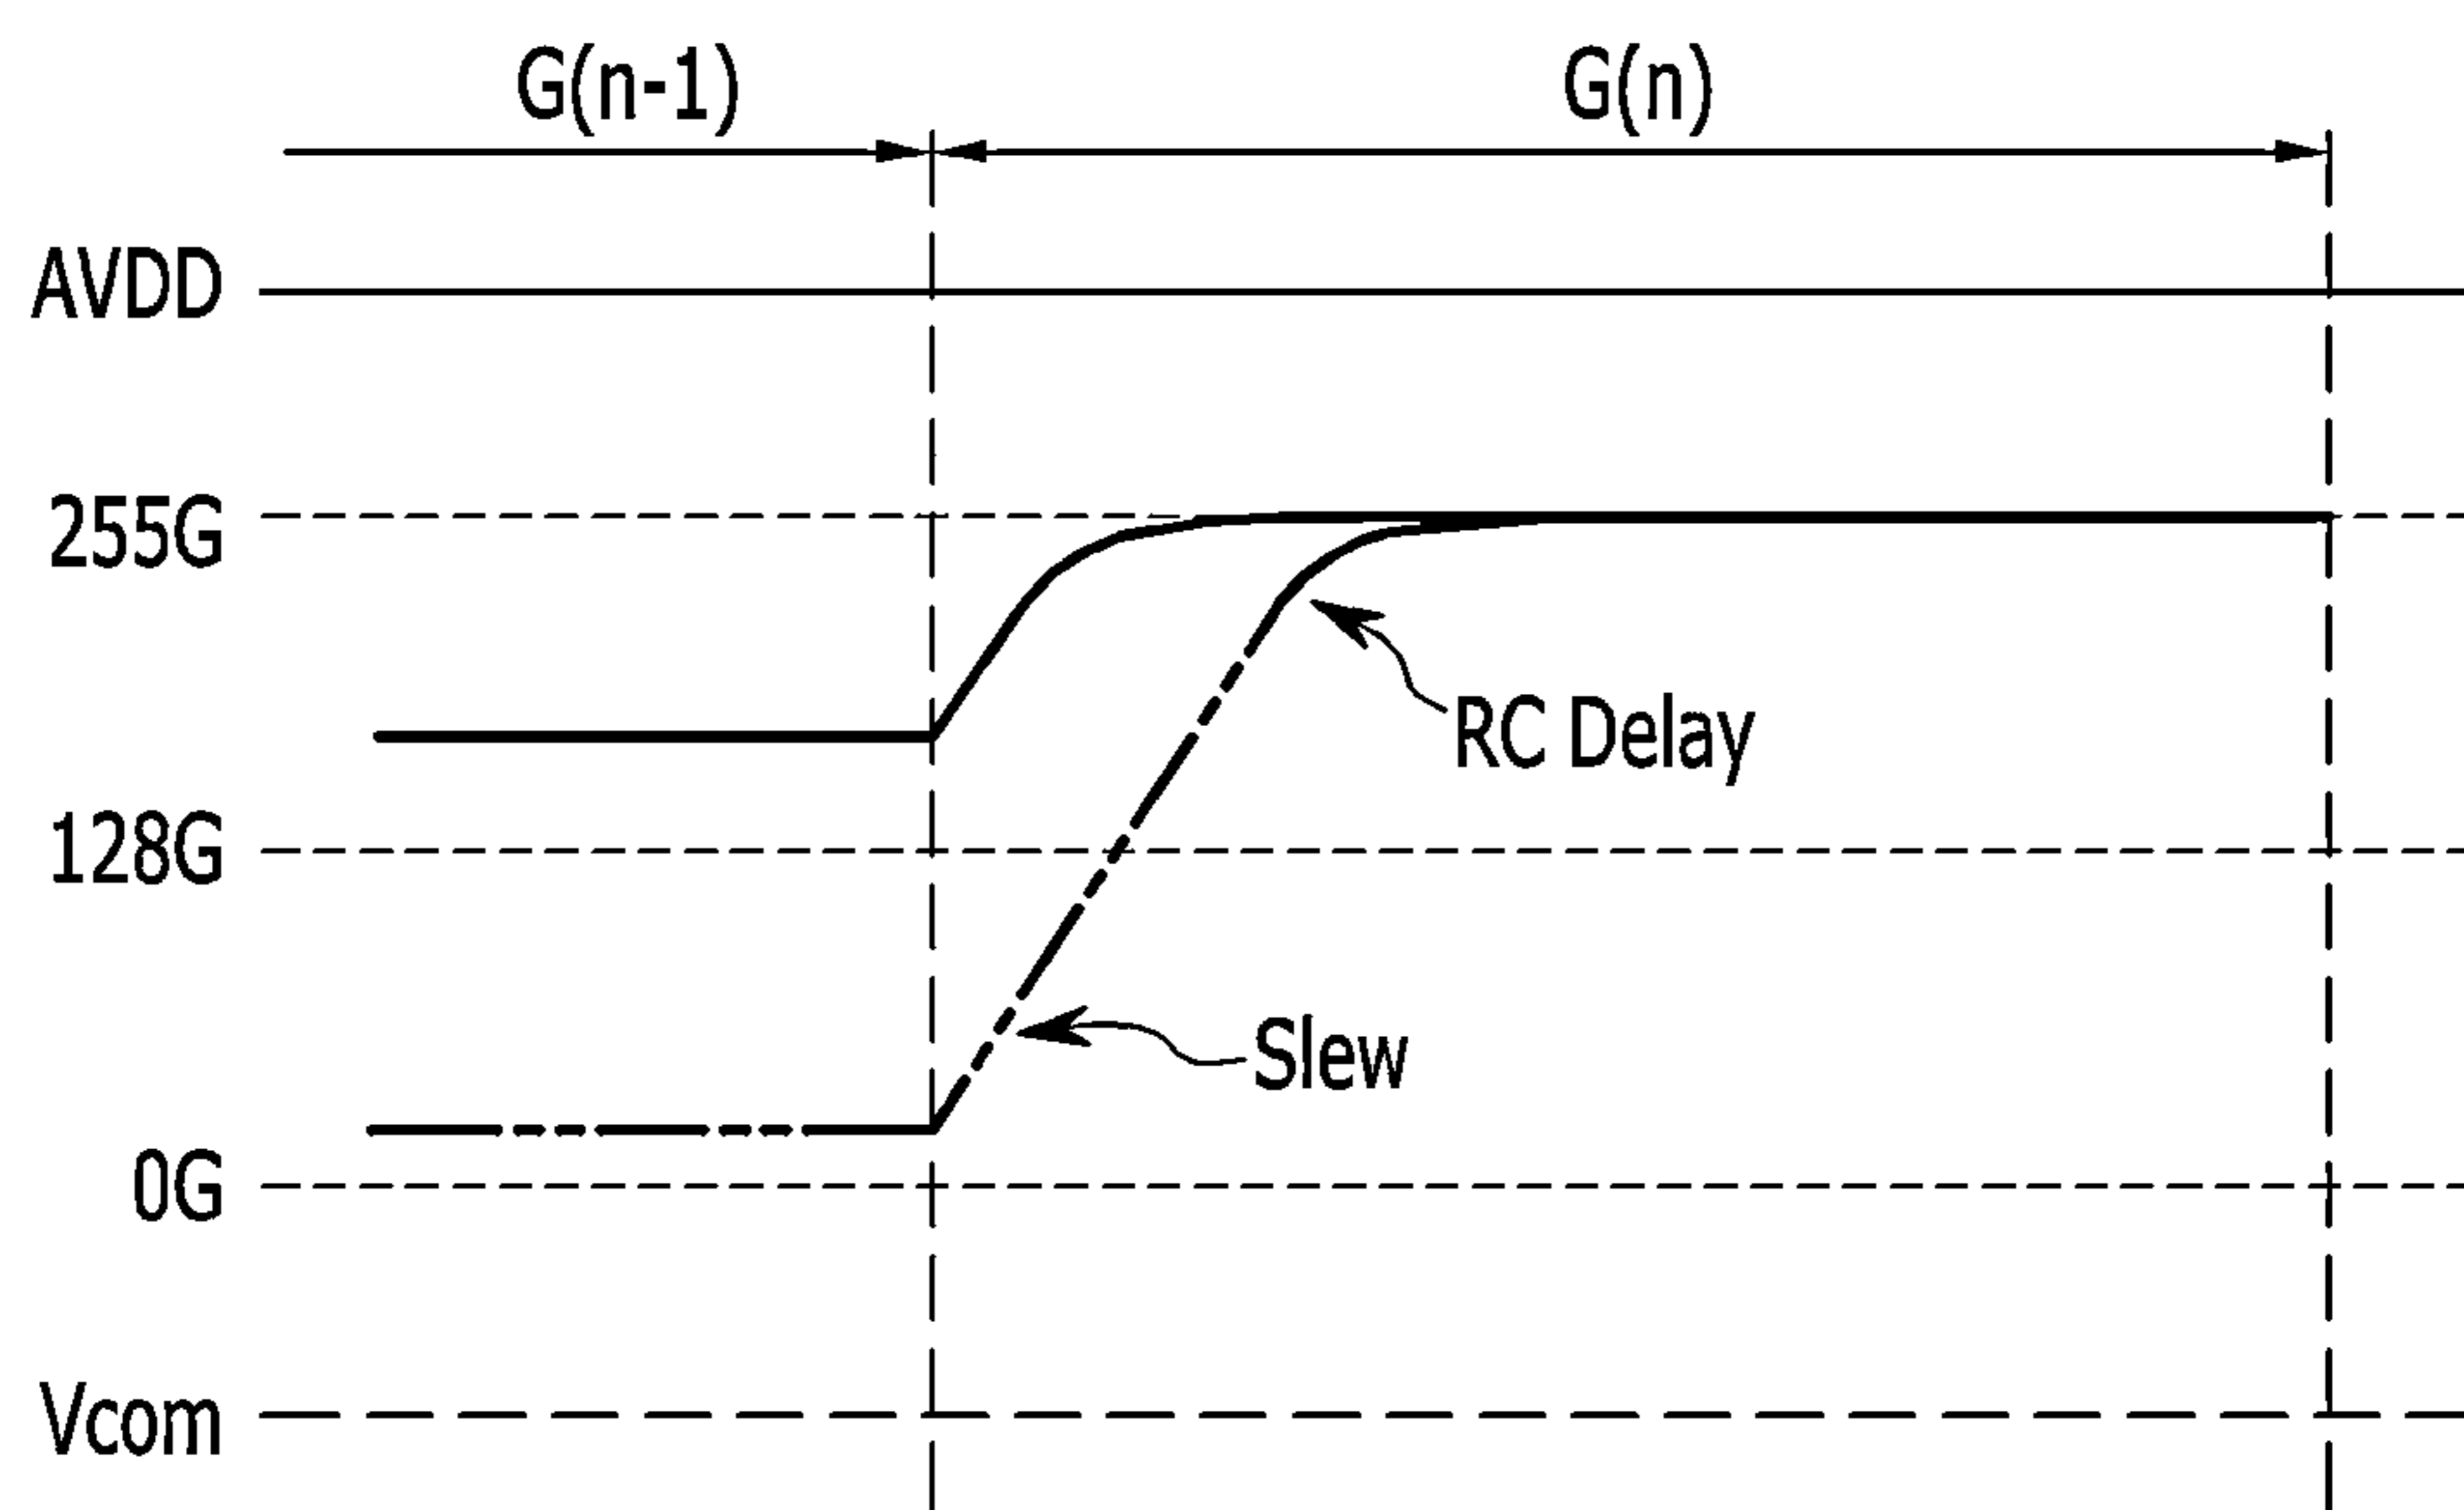 G(n-1)
G(n)
AVDD
255G
RC Delay
128G
Slew
0G
Vcom